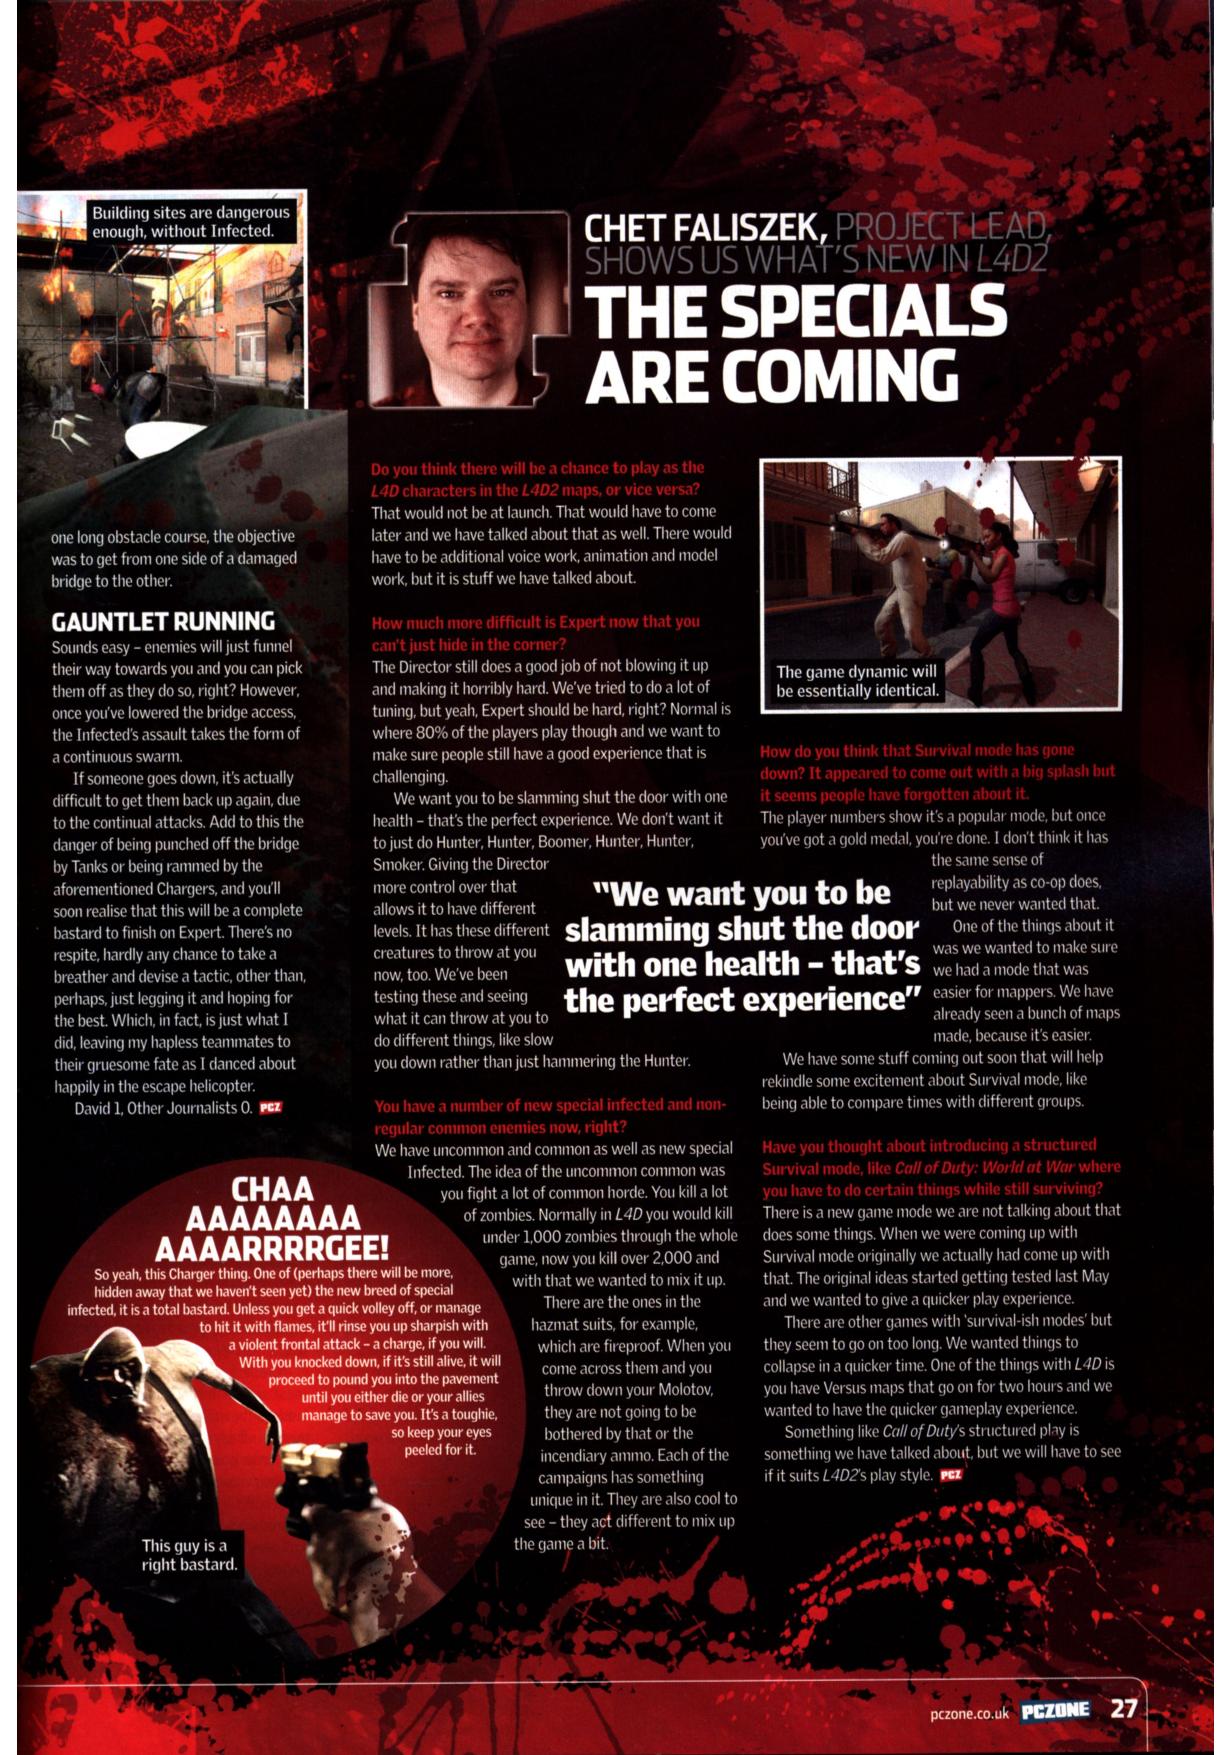 Building sites are dangerous
enough, without Infected.
one long obstacle course, the objective
was to get from one side of a damaged
bridge to the other.
GAUNTLET RUNNING
Sounds easy – enemies will just funnel
their way towards you and you can pick
them off as they do so, right? However,
once you've lowered the bridge access,
the Infected's assault takes the form of
a continuous swarm.
If someone goes down, it's actually
difficult to get them back up again, due
to the continual attacks. Add to this the
danger of being punched off the bridge
by Tanks or being rammed by the
aforementioned Chargers, and you'll
soon realise that this will be a complete
bastard to finish on Expert. There's no
respite, hardly any chance to take a
breather and devise a tactic, other than,
perhaps, just legging it and hoping for
the best. Which, in fact, is just what I
did, leaving my hapless teammates to
their gruesome fate as I danced about
happily in the escape helicopter.
David 1, Other Journalists 0. PCZ
CHAA
AAAAAAAA
AAAARRRRGEE!
So yeah, this Charger thing. One of (perhaps there will be more,
hidden away that we haven't seen yet) the new breed of special
infected, it is a total bastard. Unless you get a quick volley off, or manage
to hit it with flames, it'll rinse you up sharpish with
a violent frontal attack – a charge, if you will.
With you knocked down, if it's still alive, it will
proceed to pound you into the pavement
until you either die or your allies
manage to save you. It's a toughie,
so keep your eyes
peeled for it.
This guy is a
right bastard.
CHET FALISZEK, PROJECT LEAD,
SHOWS US WHAT'S NEW IN L4D2
THE SPECIALS
ARE COMING
Do you think there will be a chance to play as the
L4D characters in the L4D2 maps, or vice versa?
That would not be at launch. That would have to come
later and we have talked about that as well. There would
have to be additional voice work, animation and model
work, but it is stuff we have talked about.
How much more difficult is Expert now that you
can't just hide in the corner?
The Director still does a good job of not blowing it up
and making it horribly hard. We've tried to do a lot of
tuning, but yeah, Expert should be hard, right? Normal is
where 80% of the players play though and we want to
make sure people still have a good experience that is
challenging.
We want you to be slamming shut the door with one
health – that's the perfect experience. We don't want it
to just do Hunter, Hunter, Boomer, Hunter, Hunter,
Smoker. Giving the Director
more control over that
allows it to have different
levels. It has these different
creatures to throw at you
now, too. We've been
testing these and seeing
what it can throw at you to
do different things, like slow
you down rather than just hammering the Hunter.
"We want you to be
slamming shut the door
with one health – that's
the perfect experience"
You have a number of new special infected and non-
regular common enemies now, right?
We have uncommon and common as well as new special
Infected. The idea of the uncommon common was
you fight a lot of common horde. You kill a lot
of zombies. Normally in L4D you would kill
under 1,000 zombies through the whole
game, now you kill over 2,000 and
with that we wanted to mix it up.
There are the ones in the
hazmat suits, for example,
which are fireproof. When you
come across them and you
throw down your Molotov,
they are not going to be
bothered by that or the
incendiary ammo. Each of the
campaigns has something
unique in it. They are also cool to
see – they act different to mix up
the game a bit.
The game dynamic will
be essentially identical.
How do you think that Survival mode has gone
down? It appeared to come out with a big splash but
it seems people have forgotten about it.
The player numbers show it's a popular mode, but once
you've got a gold medal, you're done. I don't think it has
the same sense of
replayability as co-op does,
but we never wanted that.
One of the things about it
was we wanted to make sure
we had a mode that was
easier for mappers. We have
already seen a bunch of maps
made, because it's easier.
We have some stuff coming out soon that will help
rekindle some excitement about Survival mode, like
being able to compare times with different groups.
Have you thought about introducing a structured
Survival mode, like Call of Duty: World at War where
you have to do certain things while still surviving?
There is a new game mode we are not talking about that
does some things. When we were coming up with
Survival mode originally we actually had come up with
that. The original ideas started getting tested last May
and we wanted to give a quicker play experience.
There are other games with 'survival-ish modes' but
they seem to go on too long. We wanted things to
collapse in a quicker time. One of the things with L4D is
you have Versus maps that go on for two hours and we
wanted to have the quicker gameplay experience.
Something like Call of Duty's structured play is
something we have talked about, but we will have to see
if it suits L4D2's play style. PCZ
pczone.co.uk PCZONE 27